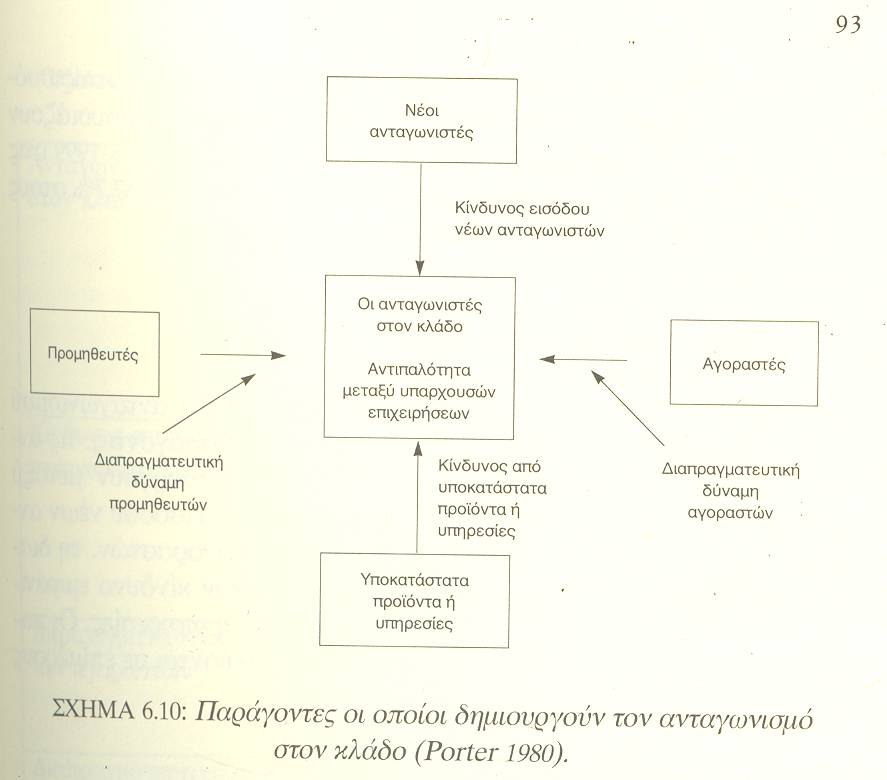 93
Νέοι
ανταγωνιστές
Κίνδυνος εισόδου
νέων ανταγωνιστών
Οι ανταγωνιστές
στον κλάδο
Αντιπαλότητα
μεταξύ υπαρχουσών
επιχειρήσεων
Προμηθευτές
Αγοραστές
Διαπραγματευτική
δύναμη
προμηθευτών
Κίνδυνος από
υποκατάστατα
προϊόντα ή
υπηρεσίες
Διαπραγματευτική
δύναμη
αγοραστών
Υποκατάστατα
προϊόντα ή
υπηρεσίες
ΣΧΗΜΑ 6.10: Παράγοντες οι οποίοι δημιουργούν τον ανταγωνισμό
στον κλάδο (Porter 1980).